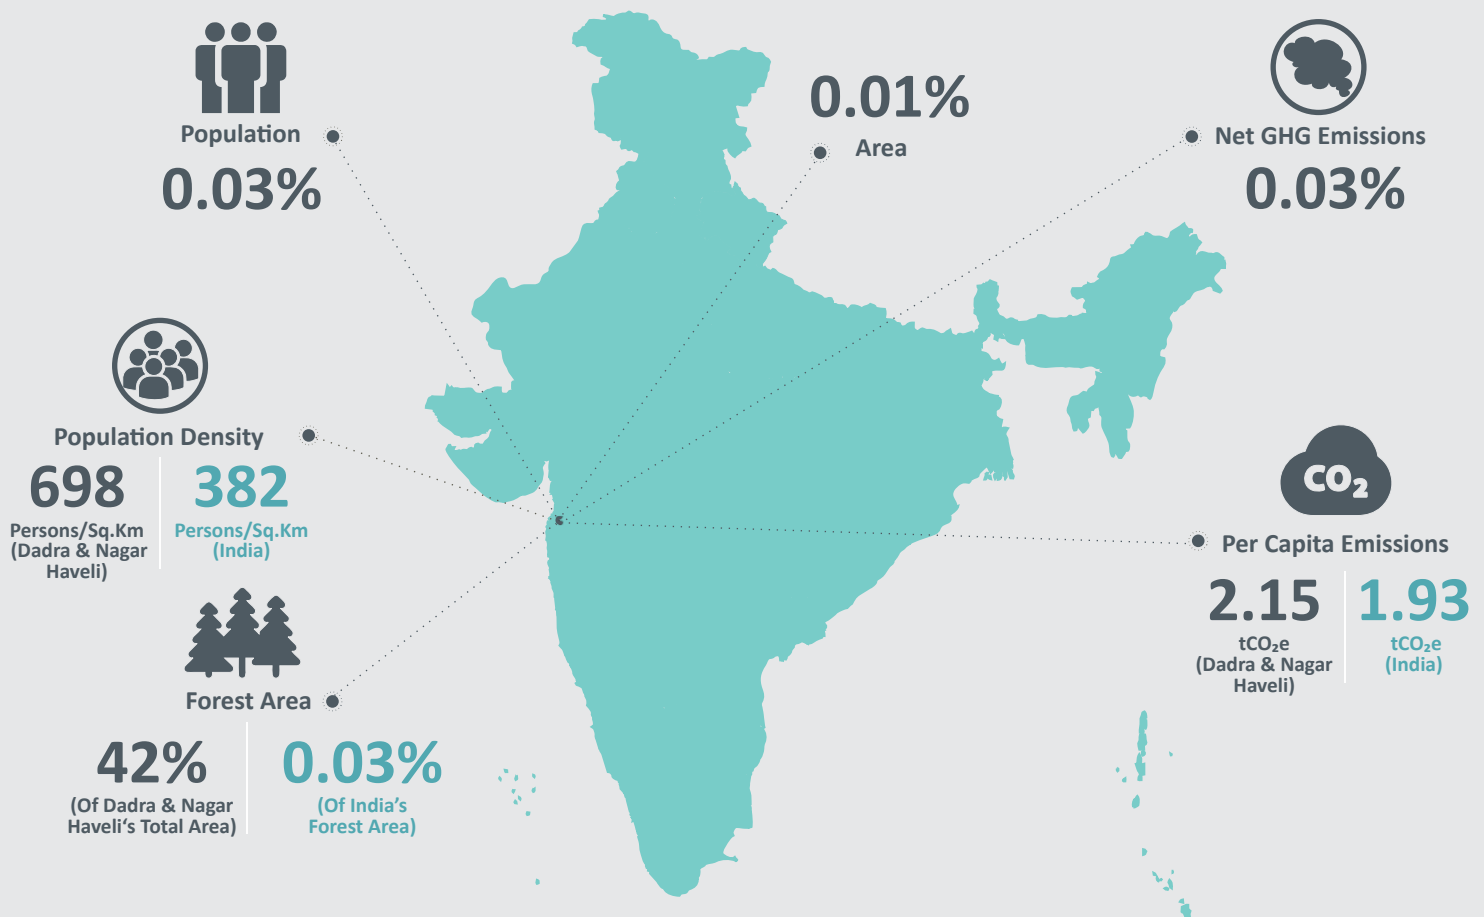 Population
0.03%
0.01%
Area
Net GHG Emissions
0.03%
Population Density
698
Persons/Sq.Km
(Dadra & Nagar
Haveli)
382
Persons/Sq.Km
(India)
CO₂
Per Capita Emissions
2.15
tCO₂e
(Dadra & Nagar
Haveli)
1.93
tCO₂e
(India)
Forest Area
42%
(Of Dadra & Nagar
Haveli‘s Total Area)
0.03%
(Of India’s
Forest Area)